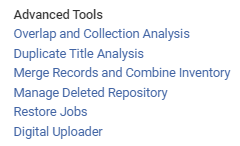 Advanced Tools
Overlap and Collection Analysis
Duplicate Title Analysis
Merge Records and Combine Inventory
Manage Deleted Repository
Restore Jobs
Digital Uploader